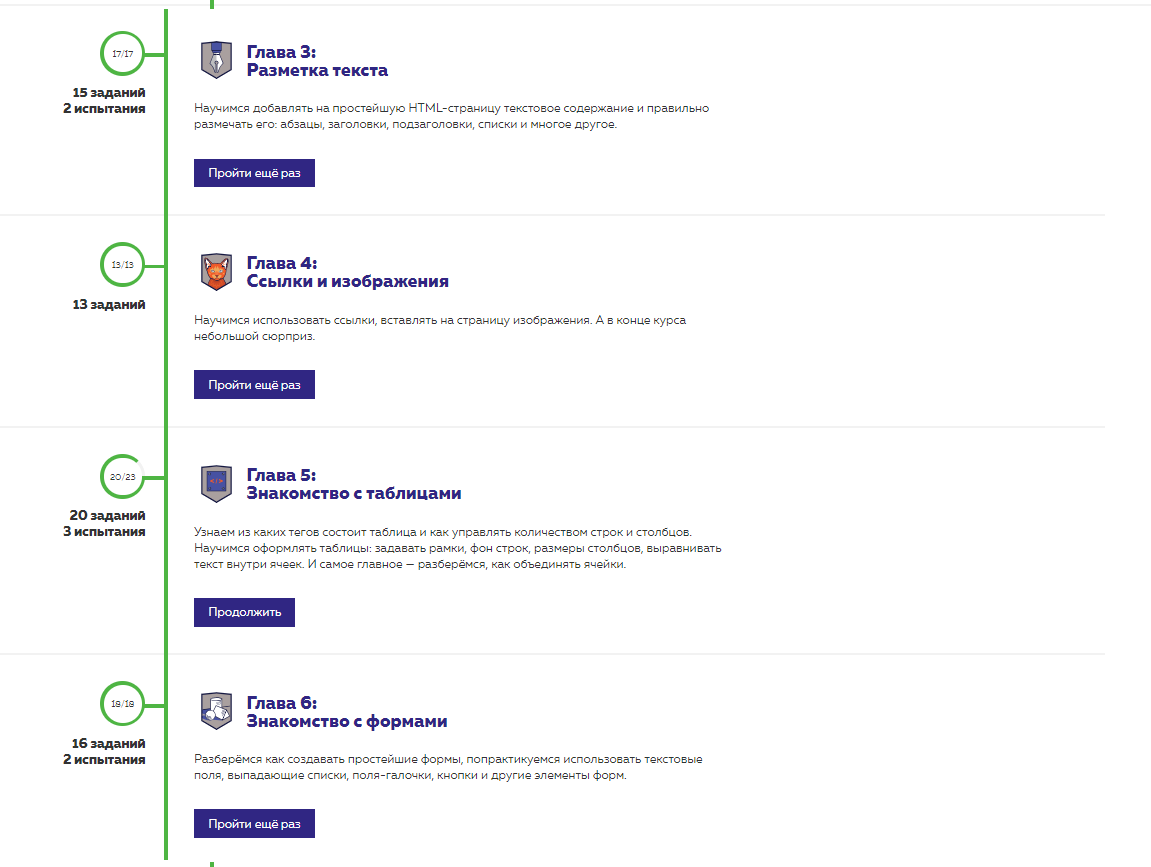 17/17
15 заданий
2 испытания
Глава 3:
Разметка текста
Научимся добавлять на простейшую HTML-страницу текстовое содержание и правильно
размечать его: абзацы, заголовки, подзаголовки, списки и многое другое.
Пройти ещё раз
13/13
13 заданий
Глава 4:
Ссылки и изображения
Научимся использовать ссылки, вставлять на страницу изображения. А в конце курса
небольшой сюрприз.
Пройти ещё раз
20/23
20 заданий
3 испытания
</>
Глава 5:
Знакомство с таблицами
Узнаем из каких тегов состоит таблица и как управлять количеством строк и столбцов.
Научимся оформлять таблицы: задавать рамки, фон строк, размеры столбцов, выравнивать
текст внутри ячеек. И самое главное — разберёмся, как объединять ячейки.
Продолжить
18/18
16 заданий
2 испытания
Глава 6:
Знакомство с формами
Разберёмся как создавать простейшие формы, попрактикуемся использовать текстовые
поля, выпадающие списки, поля-галочки, кнопки и другие элементы форм.
Пройти ещё раз